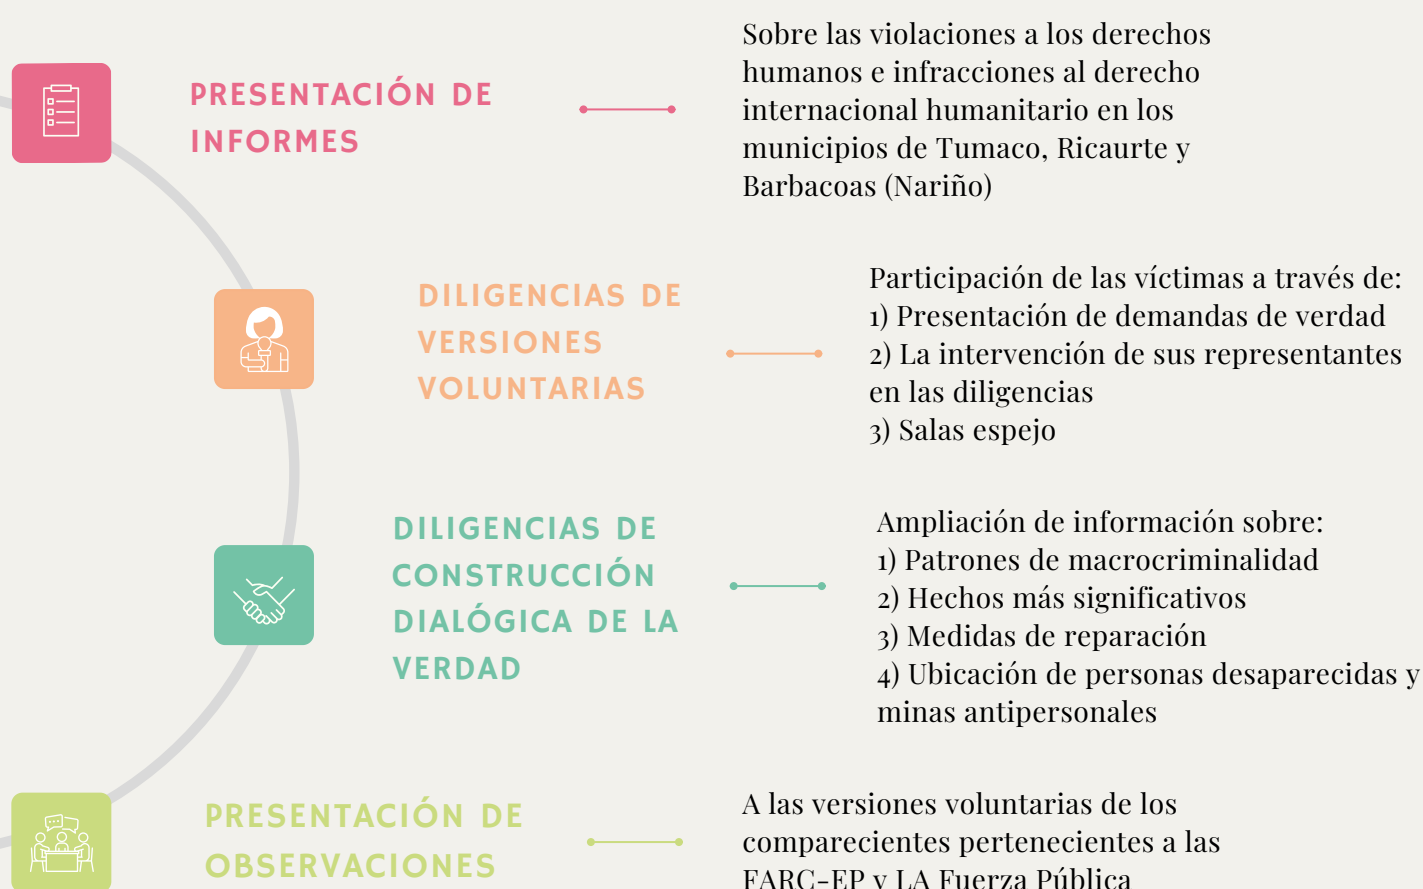 PRESENTACIÓN DE
INFORMES
Sobre las violaciones a los derechos
humanos e infracciones al derecho
internacional humanitario en los
municipios de Tumaco, Ricaurte y
Barbacoas (Nariño)
DILIGENCIAS DE
VERSIONES
VOLUNTARIAS
Participación de las víctimas a través de:
1) Presentación de demandas de verdad
2) La intervención de sus representantes
en las diligencias
3) Salas espejo
DILIGENCIAS DE
CONSTRUCCIÓN
DIALÓGICA DE LA
VERDAD
Ampliación de información sobre:
1) Patrones de macrocriminalidad
2) Hechos más significativos
3) Medidas de reparación
4) Ubicación de personas desaparecidas y
minas antipersonales
PRESENTACIÓN DE
OBSERVACIONES
A las versiones voluntarias de los
comparecientes pertenecientes a las
FARC-EP y LA Fuerza Pública